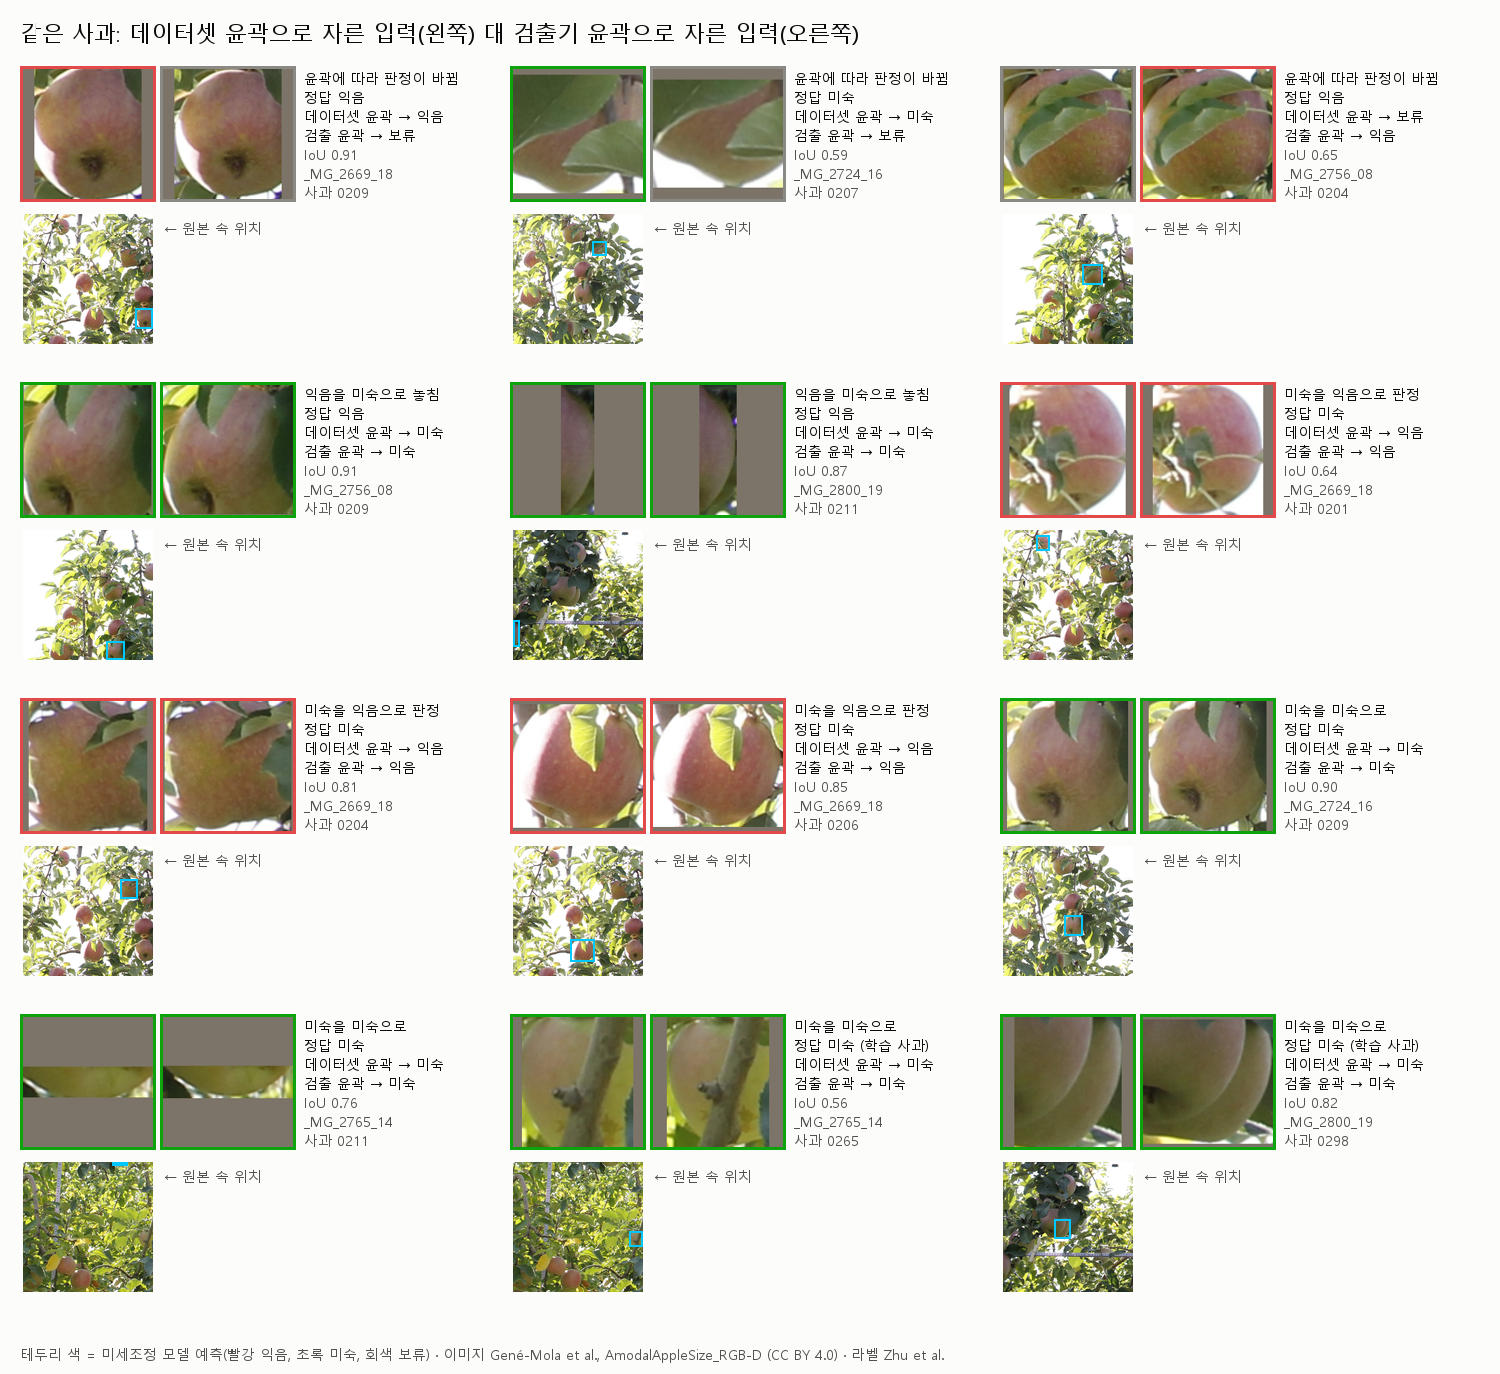 같은 사과: 데이터셋 윤곽으로 자른 입력(왼쪽) 대 검출기 윤곽으로 자른 입력(오른쪽)
윤곽에 따라 판정이 바뀜
정답 익음
데이터셋 윤곽 → 익음
검출 윤곽 → 보류
IoU 0.91
_MG_2669_18
사과 0209
← 원본 속 위치
윤곽에 따라 판정이 바뀜
정답 미숙
데이터셋 윤곽 → 미숙
검출 윤곽 → 보류
IoU 0.59
_MG_2724_16
사과 0207
← 원본 속 위치
윤곽에 따라 판정이 바뀜
정답 익음
데이터셋 윤곽 → 보류
검출 윤곽 → 익음
IoU 0.65
_MG_2756_08
사과 0204
← 원본 속 위치
익음을 미숙으로 놓침
정답 익음
데이터셋 윤곽 → 미숙
검출 윤곽 → 미숙
IoU 0.91
_MG_2756_08
사과 0209
← 원본 속 위치
익음을 미숙으로 놓침
정답 익음
데이터셋 윤곽 → 미숙
검출 윤곽 → 미숙
IoU 0.87
_MG_2800_19
사과 0211
← 원본 속 위치
미숙을 익음으로 판정
정답 미숙
데이터셋 윤곽 → 익음
검출 윤곽 → 익음
IoU 0.64
_MG_2669_18
사과 0201
← 원본 속 위치
미숙을 익음으로 판정
정답 미숙
데이터셋 윤곽 → 익음
검출 윤곽 → 익음
IoU 0.81
_MG_2669_18
사과 0204
← 원본 속 위치
미숙을 익음으로 판정
정답 미숙
데이터셋 윤곽 → 익음
검출 윤곽 → 익음
IoU 0.85
_MG_2669_18
사과 0206
← 원본 속 위치
미숙을 미숙으로
정답 미숙
데이터셋 윤곽 → 미숙
검출 윤곽 → 미숙
IoU 0.90
_MG_2724_16
사과 0209
← 원본 속 위치
미숙을 미숙으로
정답 미숙
데이터셋 윤곽 → 미숙
검출 윤곽 → 미숙
IoU 0.76
_MG_2765_14
사과 0211
← 원본 속 위치
미숙을 미숙으로
정답 미숙 (학습 사과)
데이터셋 윤곽 → 미숙
검출 윤곽 → 미숙
IoU 0.56
_MG_2765_14
사과 0265
← 원본 속 위치
미숙을 미숙으로
정답 미숙 (학습 사과)
데이터셋 윤곽 → 미숙
검출 윤곽 → 미숙
IoU 0.82
_MG_2800_19
사과 0298
← 원본 속 위치
테두리 색 = 미세조정 모델 예측(빨강 익음, 초록 미숙, 회색 보류) · 이미지 Gené-Mola et al., AmodalAppleSize_RGB-D (CC BY 4.0) · 라벨 Zhu et al.